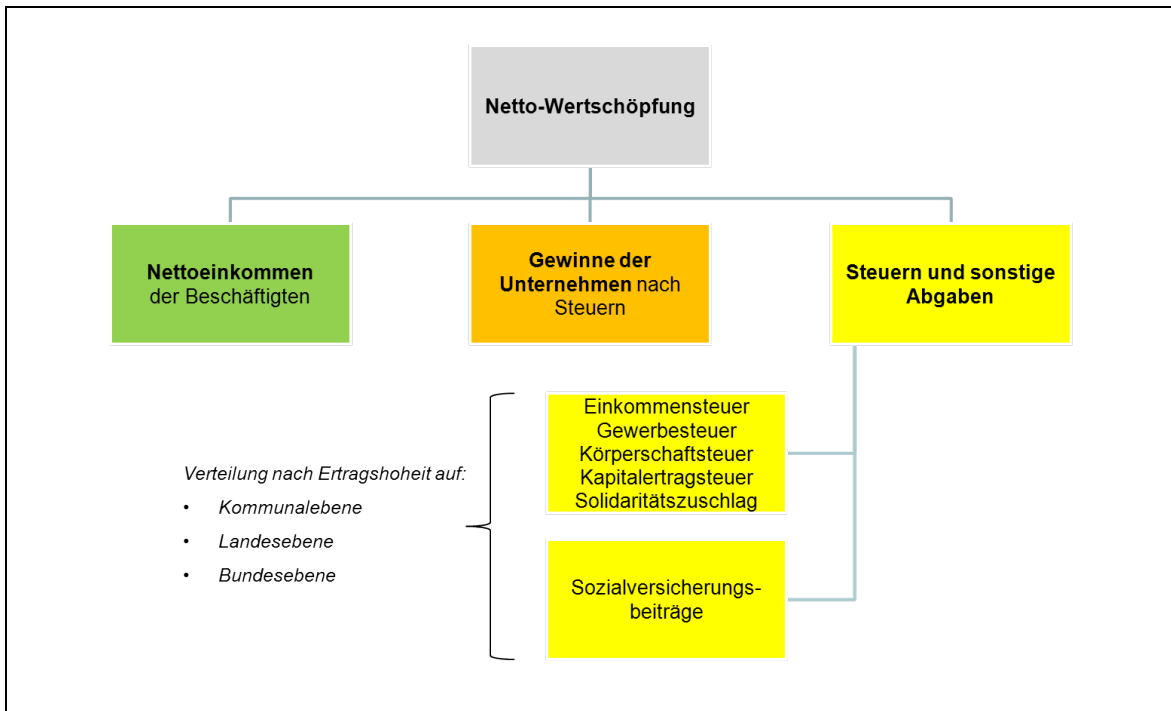 Netto-Wertschöpfung
Nettoeinkommen
der Beschäftigten
Gewinne der
Unternehmen nach
Steuern
Steuern und sonstige
Abgaben
Einkommensteuer
Gewerbesteuer
Körperschaftsteuer
Kapitalertragsteuer
Solidaritätszuschlag
Verteilung nach Ertragshoheit auf:
• Kommunalebene
• Landesebene
• Bundesebene
Sozialversicherungs-
beiträge